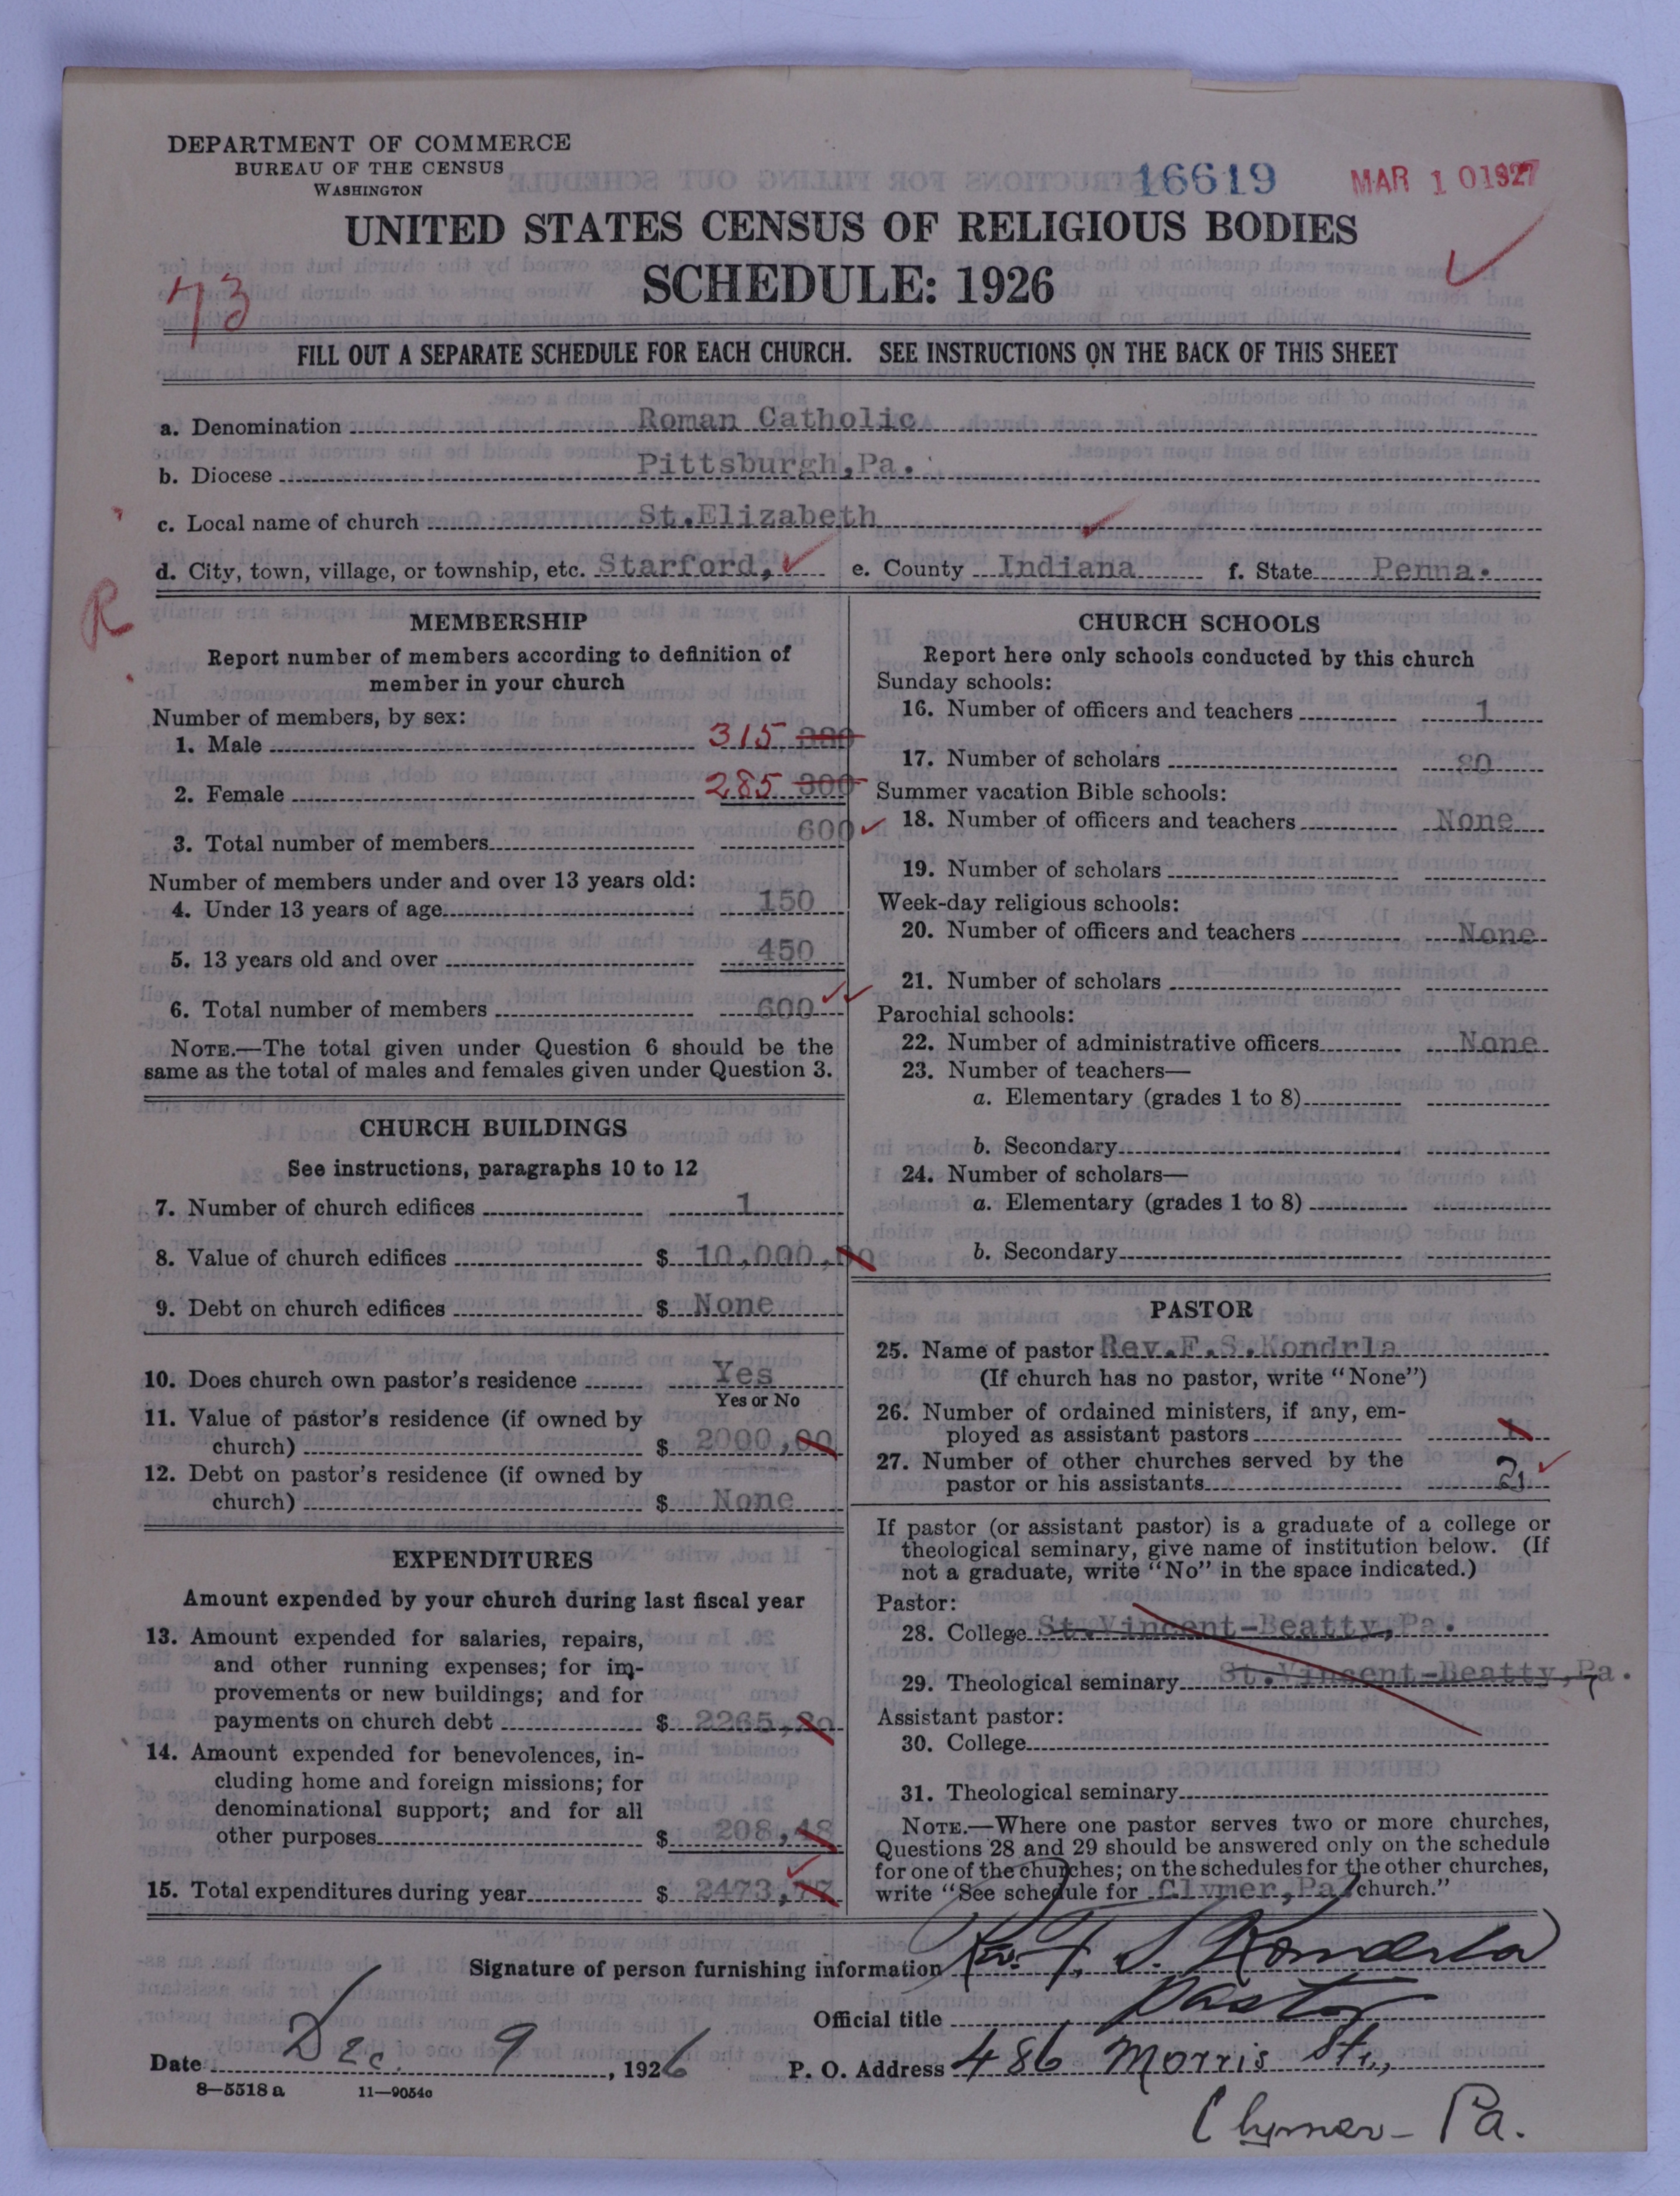 DEPARTMENT OF COMMERCE
BUREAU OF THE CENSUS
WASHINGTON
16619
MAR 10 1927
UNITED STATES CENSUS OF RELIGIOUS BODIES
SCHEDULE: 1926
73
FILL OUT A SEPARATE SCHEDULE FOR EACH CHURCH. SEE INSTRUCTIONS ON THE BACK OF THIS SHEET
a. Denomination Roman Catholic
b. Diocese Pittsburgh,Pa.
c. Local name of church St.Elizabeth
d. City, town, village, or township, etc. Starford, e. County Indiana f. State Penna.
R
MEMBERSHIP
Report number of members according to definition of
member in your church
Number of members, by sex:
1. Male 315
2. Female 285 300
3. Total number of members 600
Number of members under and over 13 years old:
4. Under 13 years of age 150
5. 13 years old and over 450
6. Total number of members 600
NOTE.—The total given under Question 6 should be the
same as the total of males and females given under Question 3.
CHURCH BUILDINGS
See instructions, paragraphs 10 to 12
7. Number of church edifices 1
8. Value of church edifices $ 10,000,00
9. Debt on church edifices $ None
10. Does church own pastor's residence Yes
Yes or No
11. Value of pastor's residence (if owned by
church) $ 2000,00
12. Debt on pastor's residence (if owned by
church) $ None
EXPENDITURES
Amount expended by your church during last fiscal year
13. Amount expended for salaries, repairs,
and other running expenses; for im-
provements or new buildings; and for
payments on church debt $ 2265,
14. Amount expended for benevolences, in-
cluding home and foreign missions; for
denominational support; and for all
other purposes $ 208,48
15. Total expenditures during year $ 2473,77
CHURCH SCHOOLS
Report here only schools conducted by this church
Sunday schools:
16. Number of officers and teachers 1
17. Number of scholars 80
Summer vacation Bible schools:
18. Number of officers and teachers None
19. Number of scholars
Week-day religious schools:
20. Number of officers and teachers None
21. Number of scholars
Parochial schools:
22. Number of administrative officers None
23. Number of teachers—
a. Elementary (grades 1 to 8)
b. Secondary
24. Number of scholars—
a. Elementary (grades 1 to 8)
b. Secondary
PASTOR
25. Name of pastor Rev.F.S.Kondrla
(If church has no pastor, write "None")
26. Number of ordained ministers, if any, em-
ployed as assistant pastors 1
27. Number of other churches served by the
pastor or his assistants 2
If pastor (or assistant pastor) is a graduate of a college or
theological seminary, give name of institution below. (If
not a graduate, write "No" in the space indicated.)
Pastor:
28. College St.Vincent-Beatty,Pa.
29. Theological seminary St.Vincent-Beatty,Pa.
Assistant pastor:
30. College
31. Theological seminary
NOTE.—Where one pastor serves two or more churches,
Questions 28 and 29 should be answered only on the schedule
for one of the churches; on the schedules for the other churches,
write "See schedule for Clymer,Pa. church."
Signature of person furnishing information Rev. F. S. Kondrla
Official title Pastor
Date Dec. 9, 1926 P. O. Address 486 Morris St.,
8—5518 a 11—9054o
Clymer- Pa.